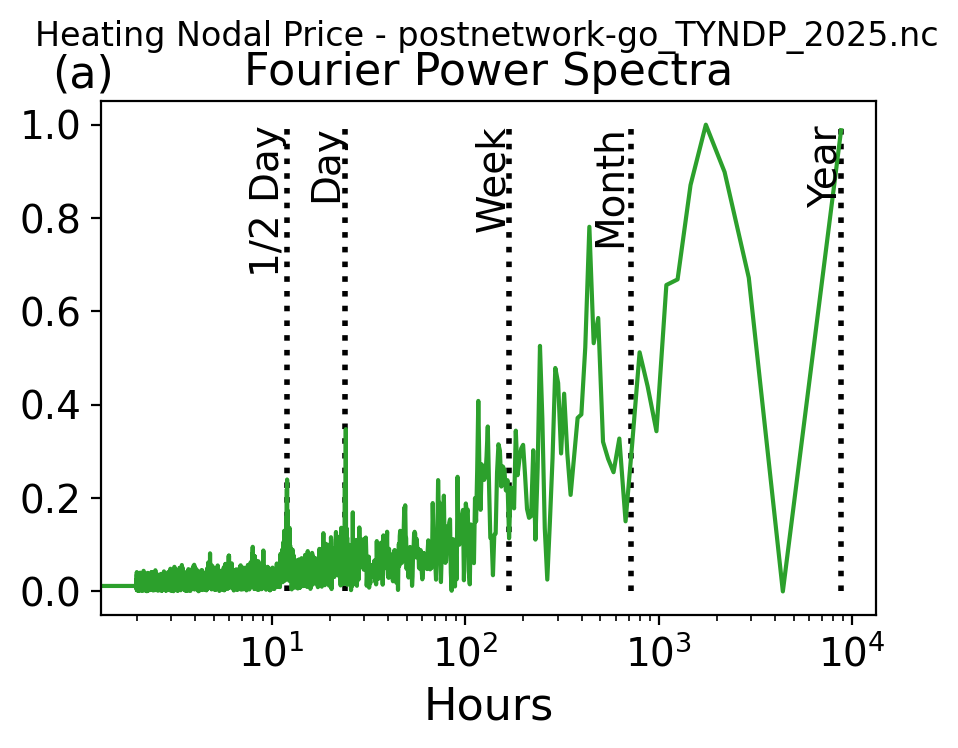 Heating Nodal Price - postnetwork-go_TYNDP_2025.nc
(a) Fourier Power Spectra
1.0
0.8
0.6
0.4
0.2
0.0
1/2 Day
Day
Week
Month
Year
10¹ 10² 10³ 10⁴
Hours